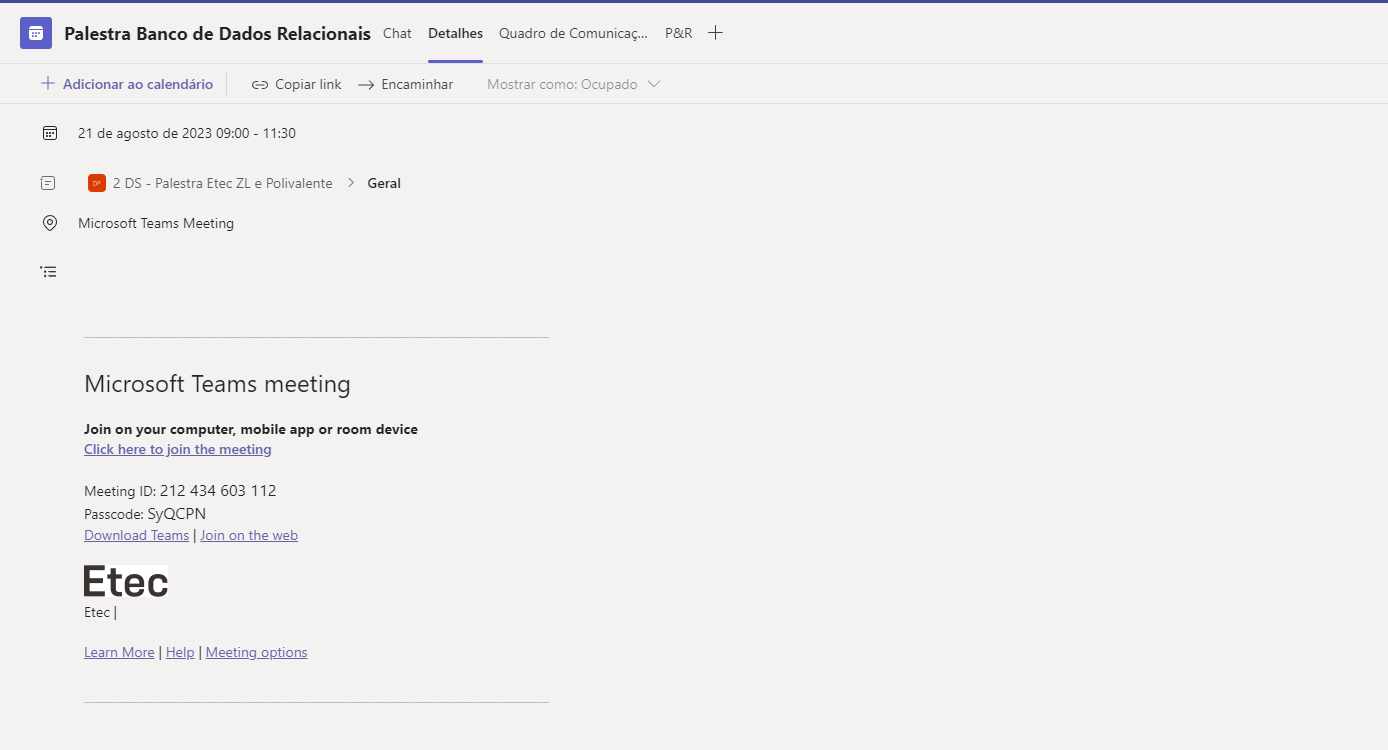 Palestra Banco de Dados Relacionais Chat Detalhes Quadro de Comunicaç... P&R
Adicionar ao calendário Copiar link Encaminhar Mostrar como: Ocupado
21 de agosto de 2023 09:00 - 11:30
DP 2 DS - Palestra Etec ZL e Polivalente > Geral
Microsoft Teams Meeting
Microsoft Teams meeting
Join on your computer, mobile app or room device
Click here to join the meeting
Meeting ID: 212 434 603 112
Passcode: SyQCPN
Download Teams | Join on the web
Etec
Etec |
Learn More | Help | Meeting options